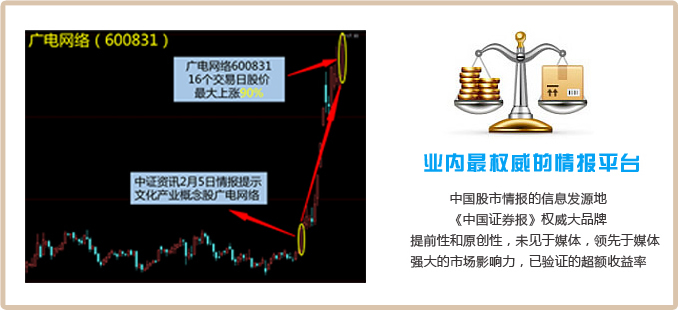 广电网络（600831）
广电网络600831
16个交易日股价
最大上涨90%
中证资讯2月5日情报提示
文化产业概念股广电网络
业内最权威的情报平台
中国股市情报的信息发源地
《中国证券报》权威大品牌
提前性和原创性，未见于媒体，领先于媒体
强大的市场影响力，已验证的超额收益率